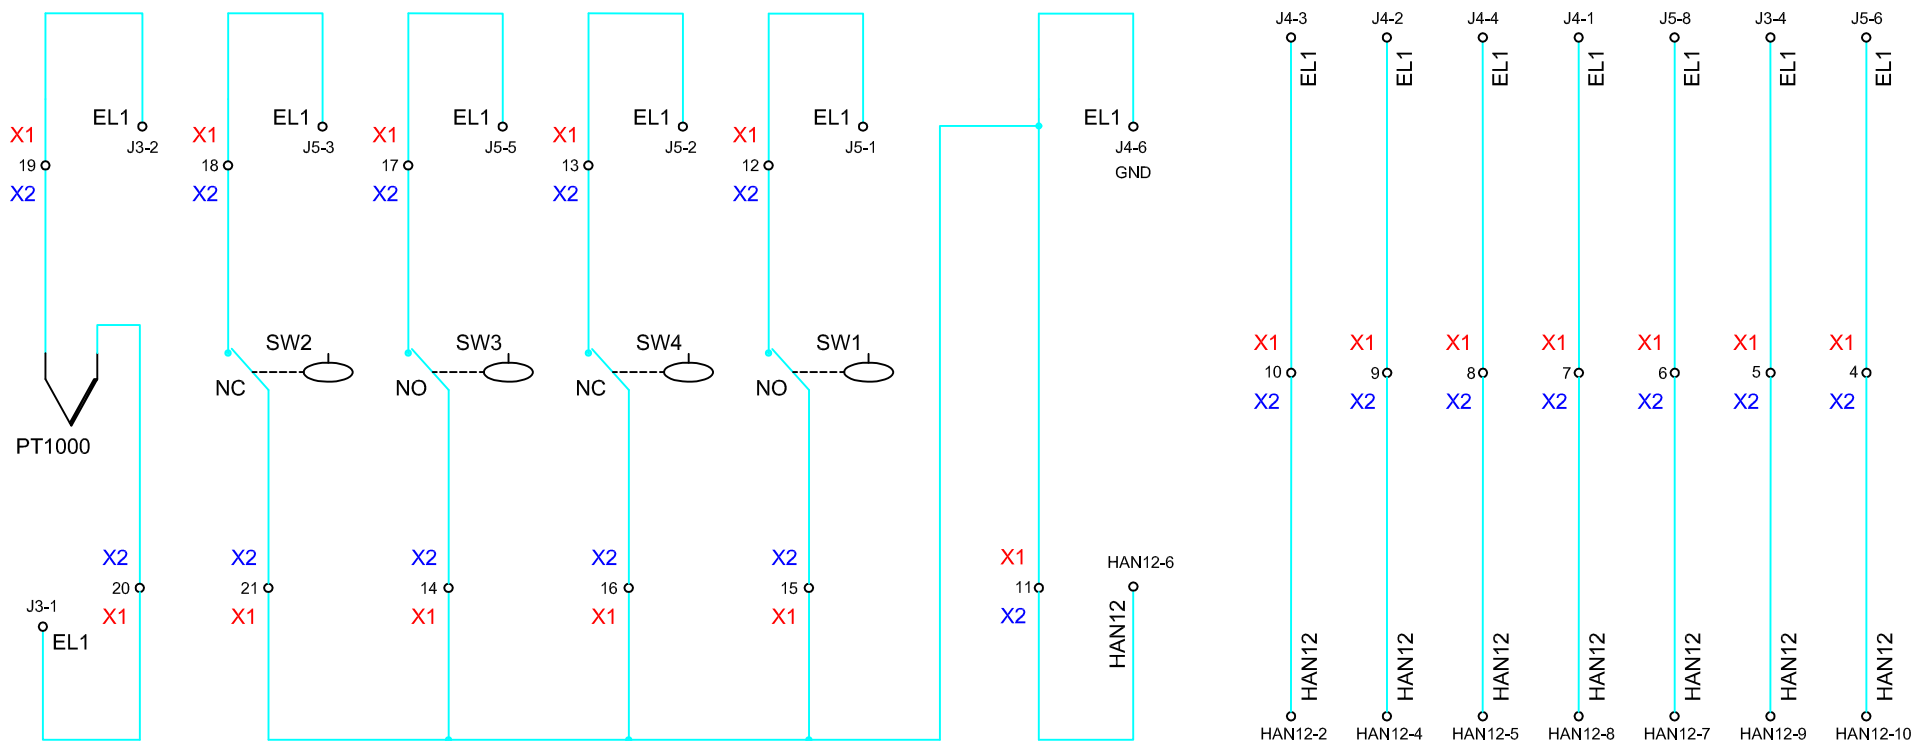 J4-3 J4-2 J4-4 J4-1 J5-8 J3-4 J5-6
EL1 EL1 EL1 EL1 EL1 EL1 EL1
EL1 EL1 EL1 EL1 EL1 EL1
X1 X1 X1 X1 X1
J3-2 J5-3 J5-5 J5-2 J5-1 J4-6
19 18 17 13 12
GND
X2 X2 X2 X2 X2
SW2 SW3 SW4 SW1
X1 X1 X1 X1 X1 X1 X1
10 9 8 7 6 5 4
NC NO NC NO
X2 X2 X2 X2 X2 X2 X2
PT1000
X2 X2 X2 X2 X2 X1
HAN12-6
20 21 14 16 15 11
J3-1
X1 X1 X1 X1 X1 X2
EL1
HAN12
HAN12 HAN12 HAN12 HAN12 HAN12 HAN12 HAN12
HAN12-2 HAN12-4 HAN12-5 HAN12-8 HAN12-7 HAN12-9 HAN12-10